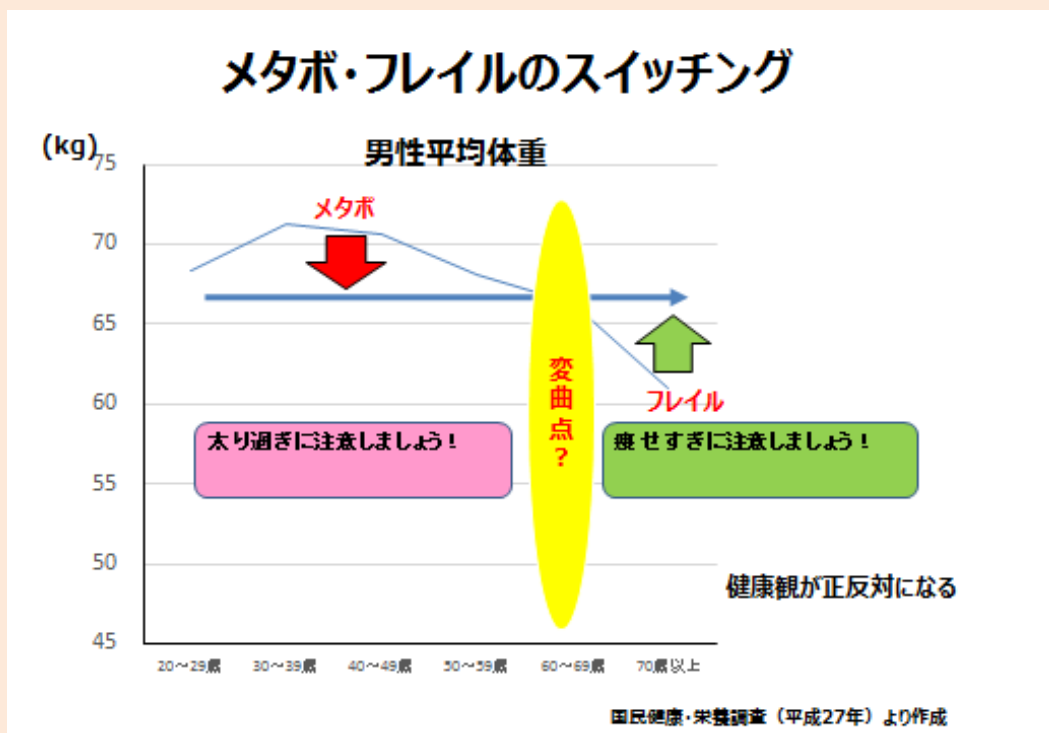 メタボ・フレイルのスイッチング
(kg)
男性平均体重
75
70
65
60
55
50
45
メタボ
フレイル
変曲点？
太り過ぎに注意しましょう！
痩せすぎに注意しましょう！
健康観が正反対になる
20～29歳 30～39歳 40～49歳 50～59歳 60～69歳 70歳以上
国民健康・栄養調査（平成27年）より作成